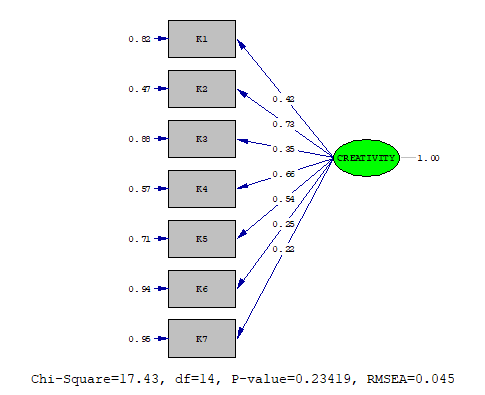 0.82 K1
0.42
0.47 K2
0.73
0.88 K3
0.35
CREATIVITY 1.00
0.57 K4
0.66
0.54
0.71 K5
0.25
0.94 K6
0.22
0.95 K7
Chi-Square=17.43, df=14, P-value=0.23419, RMSEA=0.045